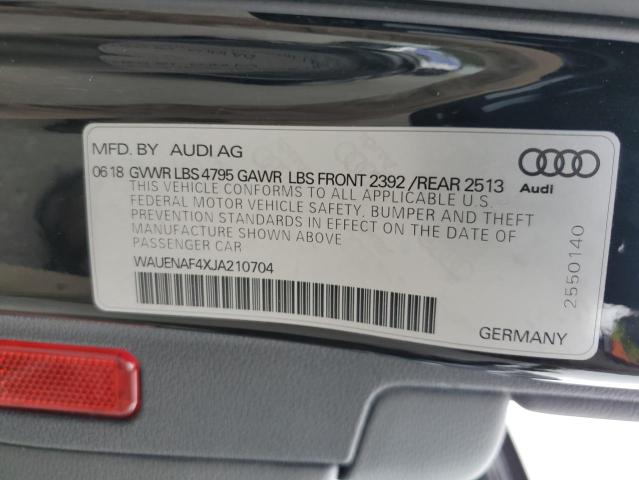 MFD. BY AUDI AG
06 18 GVWR LBS 4795 GAWR LBS FRONT 2392 /REAR 2513
THIS VEHICLE CONFORMS TO ALL APPLICABLE U.S.
FEDERAL MOTOR VEHICLE SAFETY, BUMPER AND THEFT
PREVENTION STANDARDS IN EFFECT ON THE DATE OF
MANUFACTURE SHOWN ABOVE
PASSENGER CAR
WAUENAF4XJA210704
Audi
2550140
GERMANY